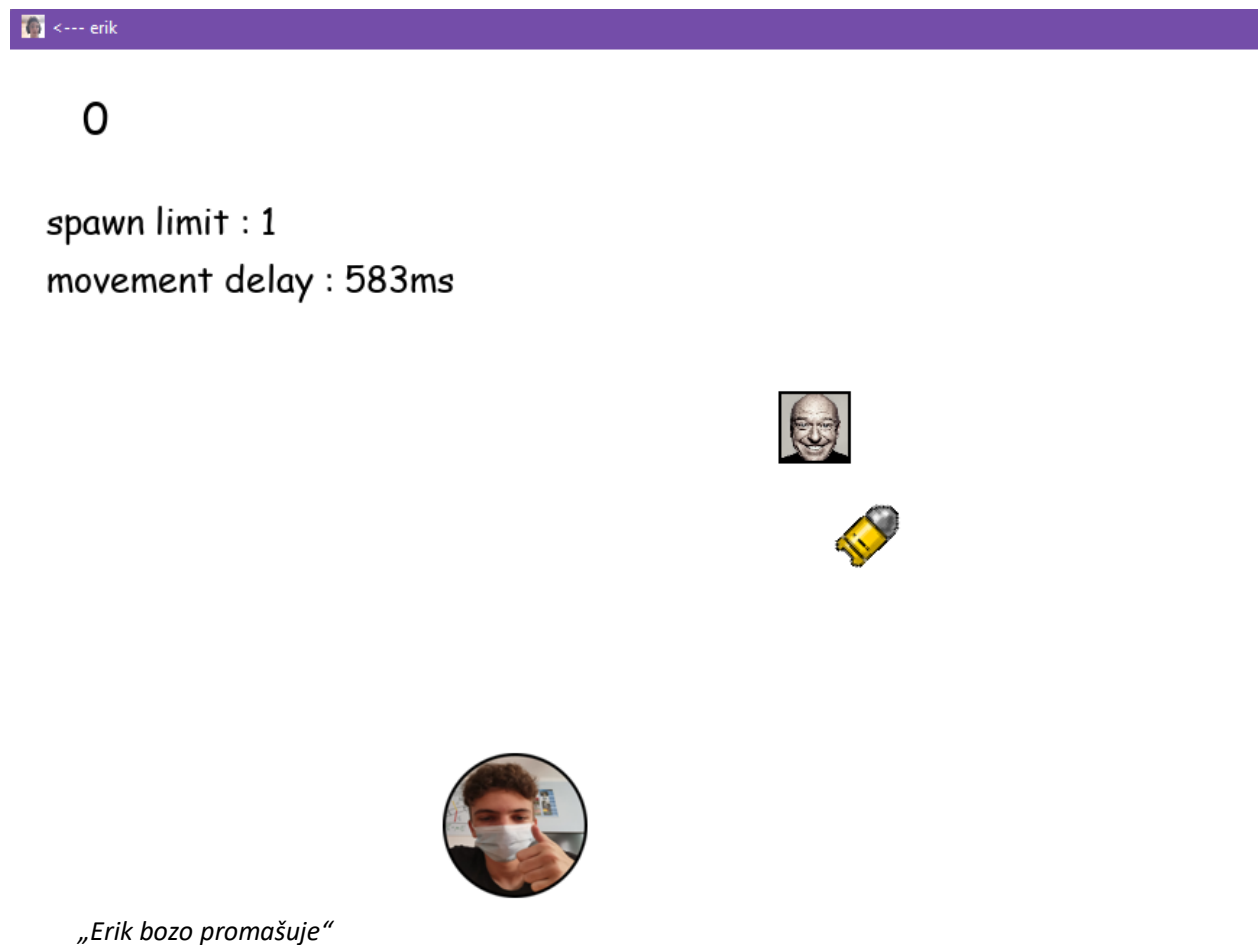 <--- erik
0
spawn limit : 1
movement delay : 583ms
„Erik bozo promašuje“